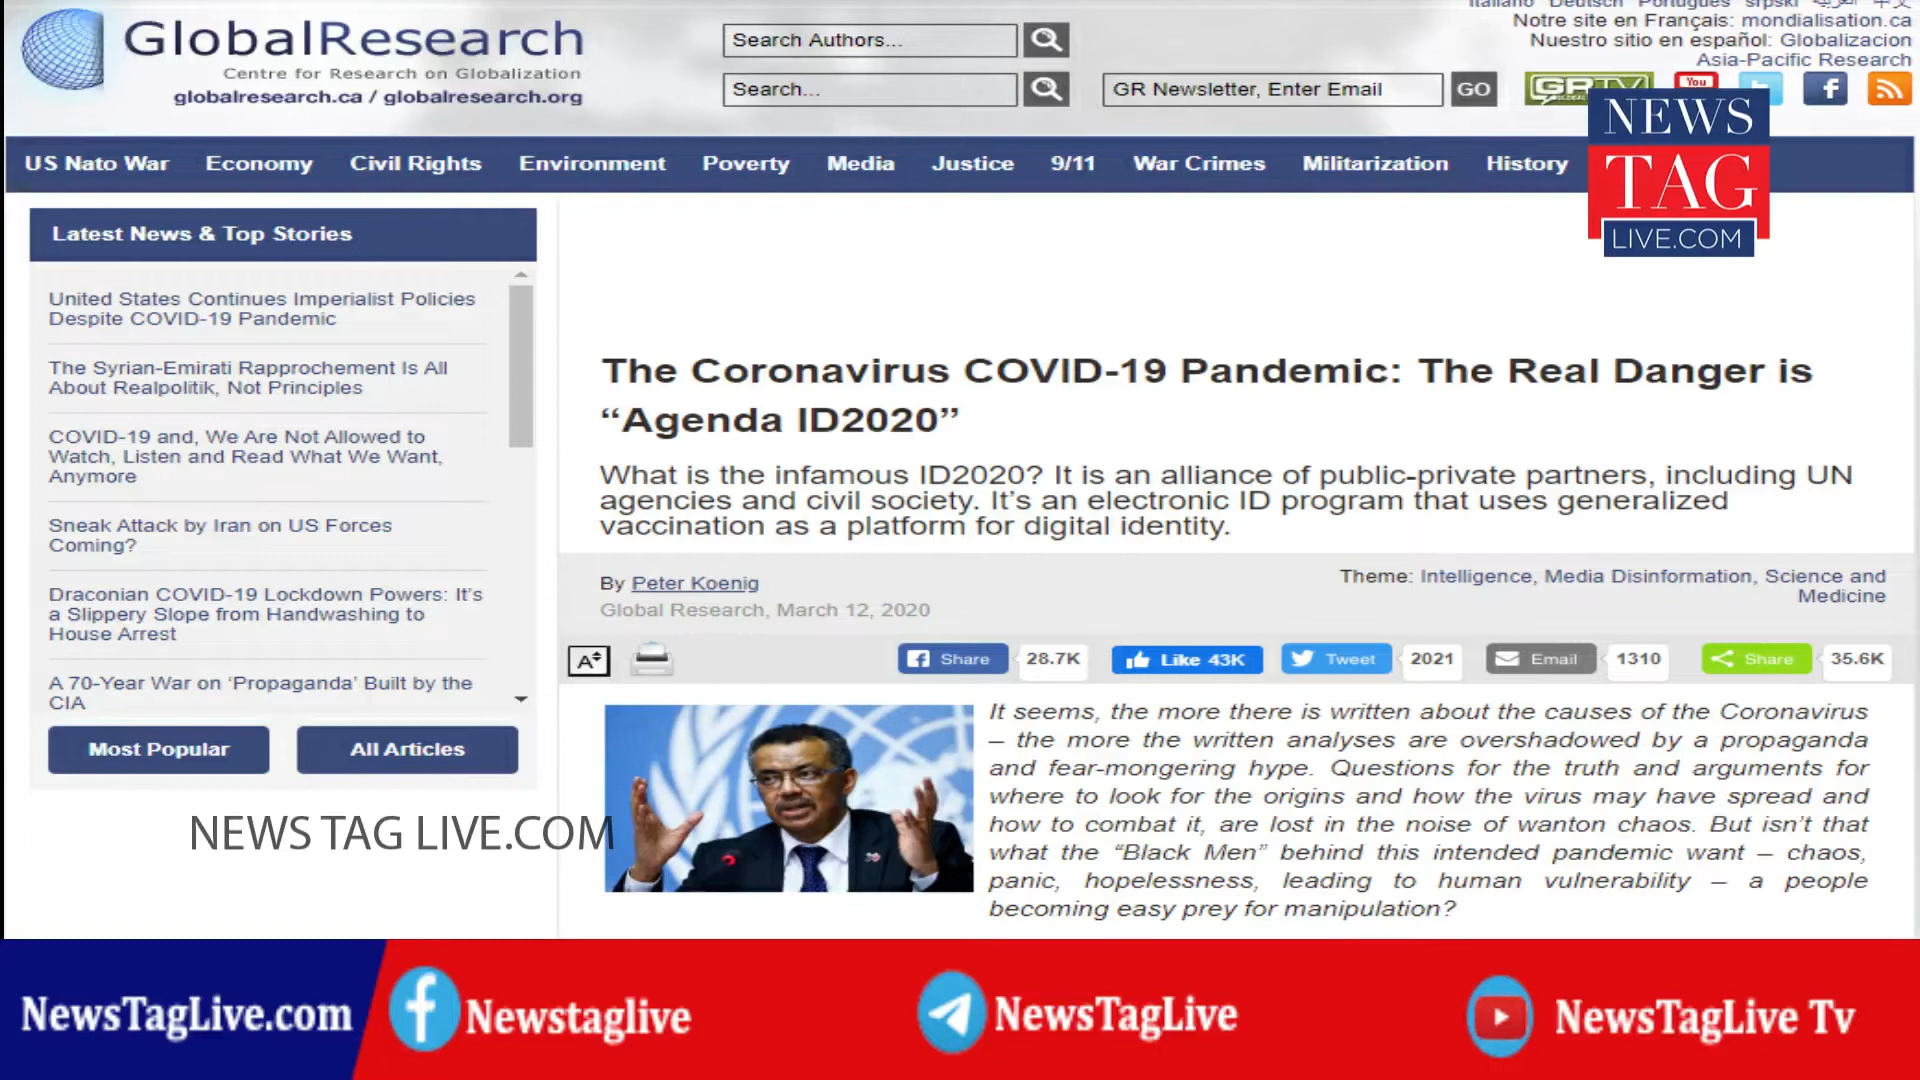 Italiano Deutsch Português srpski
GlobalResearch
Centre for Research on Globalization
globalresearch.ca / globalresearch.org
Search Authors...
Search...
GR Newsletter, Enter Email
GO
Notre site en Français: mondialisation.ca
Nuestro sitio en español: Globalizacion
Asia-Pacific Research
GRTV
You
NEWS
TAG
LIVE.COM
US Nato War Economy Civil Rights Environment Poverty Media Justice 9/11 War Crimes Militarization History
Latest News & Top Stories
United States Continues Imperialist Policies
Despite COVID-19 Pandemic
The Syrian-Emirati Rapprochement Is All
About Realpolitik, Not Principles
COVID-19 and, We Are Not Allowed to
Watch, Listen and Read What We Want,
Anymore
Sneak Attack by Iran on US Forces
Coming?
Draconian COVID-19 Lockdown Powers: It's
a Slippery Slope from Handwashing to
House Arrest
A 70-Year War on ‘Propaganda’ Built by the
CIA
Most Popular
All Articles
The Coronavirus COVID-19 Pandemic: The Real Danger is
“Agenda ID2020”
What is the infamous ID2020? It is an alliance of public-private partners, including UN
agencies and civil society. It’s an electronic ID program that uses generalized
vaccination as a platform for digital identity.
By Peter Koenig
Global Research, March 12, 2020
Theme: Intelligence, Media Disinformation, Science and
Medicine
A
Share 28.7K
Like 43K
Tweet 2021
Email 1310
Share 35.6K
It seems, the more there is written about the causes of the Coronavirus
– the more the written analyses are overshadowed by a propaganda
and fear-mongering hype. Questions for the truth and arguments for
where to look for the origins and how the virus may have spread and
how to combat it, are lost in the noise of wanton chaos. But isn’t that
what the “Black Men” behind this intended pandemic want – chaos,
panic, hopelessness, leading to human vulnerability – a people
becoming easy prey for manipulation?
NEWS TAG LIVE.COM
NewsTagLive.com
Newstaglive
NewsTagLive
NewsTagLive Tv